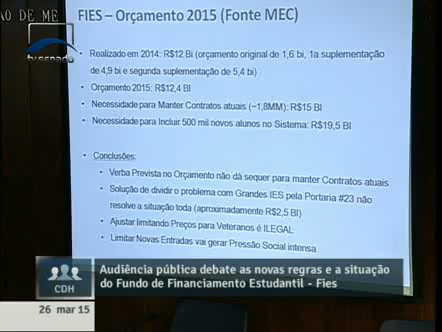 ÃO DE ME
tv senado
FIES – Orçamento 2015 (Fonte MEC)
• Realizado em 2014: R$12 Bi (orçamento original de 1,6 bi, 1a suplementação
de 4,9 bi e segunda suplementação de 5,4 bi)
• Orçamento 2015: R$12,4 BI
• Necessidade para Manter Contratos atuais (~1,8MM): R$15 BI
• Necessidade para Incluir 500 mil novos alunos no Sistema: R$19,5 BI
• Conclusões:
• Verba Prevista no Orçamento não dá sequer para manter Contratos atuais
• Solução de dividir o problema com Grandes IES pela Portaria #23 não
resolve a situação toda (aproximadamente R$2,5 BI)
• Ajustar limitando Preços para Veteranos é ILEGAL
• Limitar Novas Entradas vai gerar Pressão Social intensa
CDH
Audiência pública debate as novas regras e a situação
do Fundo de Financiamento Estudantil - Fies
26 mar 15